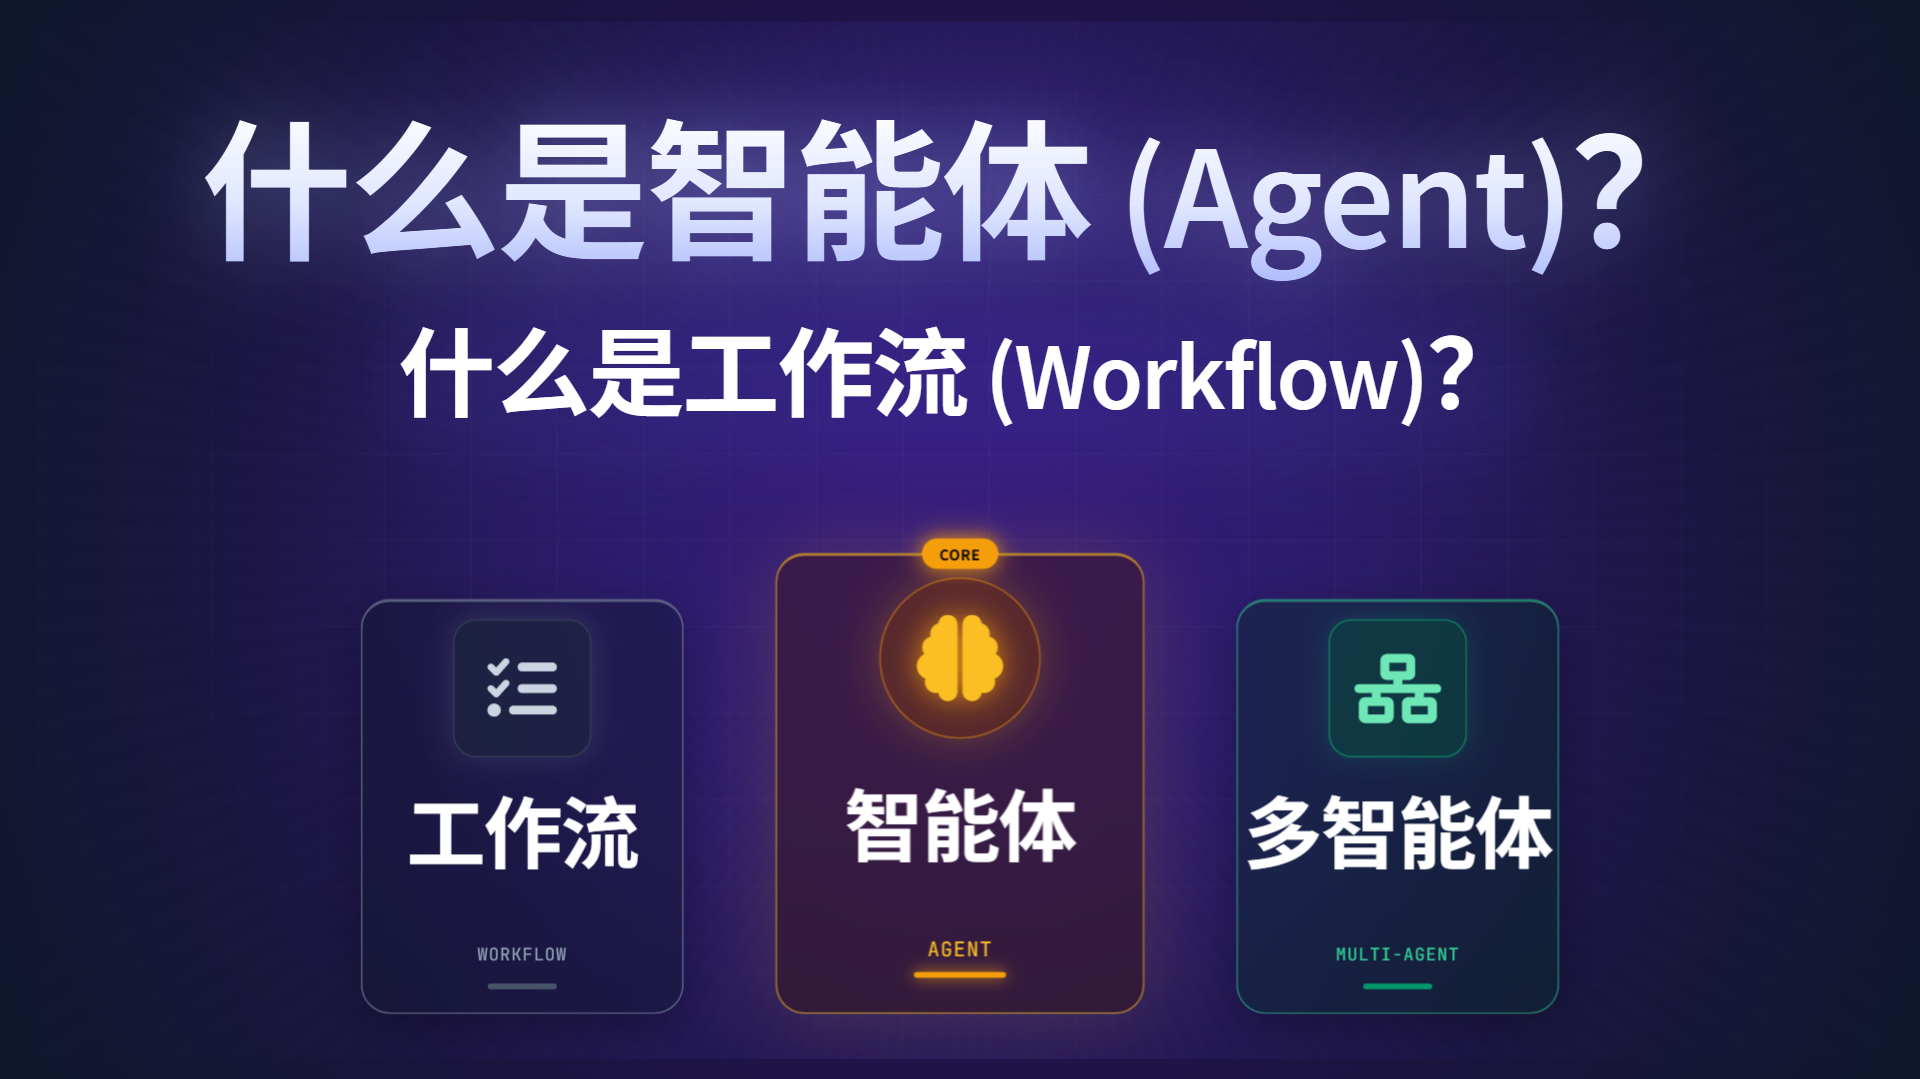 什么是智能体 (Agent)?
什么是工作流 (Workflow)?
CORE
工作流
智能体
多智能体
WORKFLOW
AGENT
MULTI-AGENT